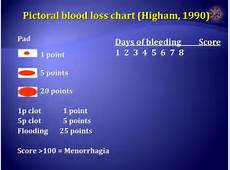 Pictoral blood loss chart (Higham, 1990)
Pad
1 point
5 points
20 points
1p clot 1 point
5p clot 5 points
Flooding 25 points
Score >100 = Menorrhagia
Days of bleeding Score
1 2 3 4 5 6 7 8